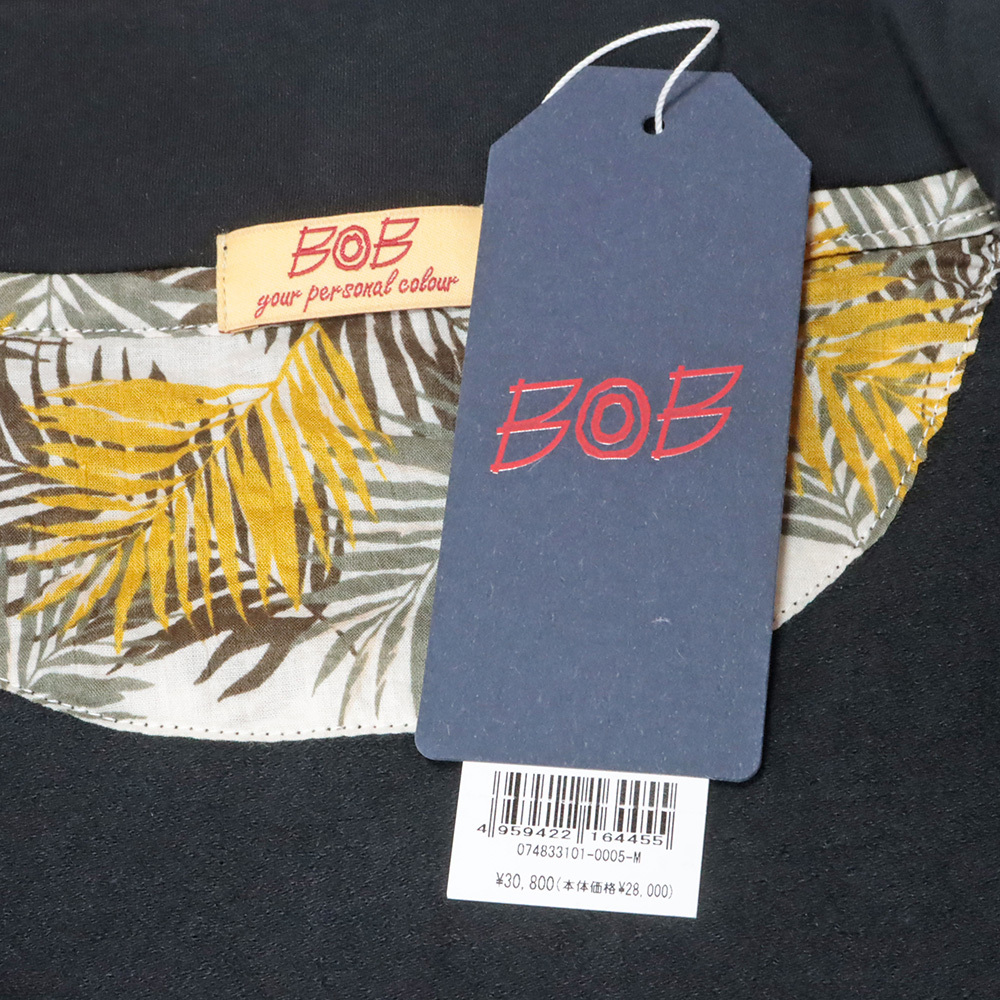 BOB
your personal colour
BOB
4 959422 164455
074833101-0005-M
¥30,800(本体価格¥28,000)